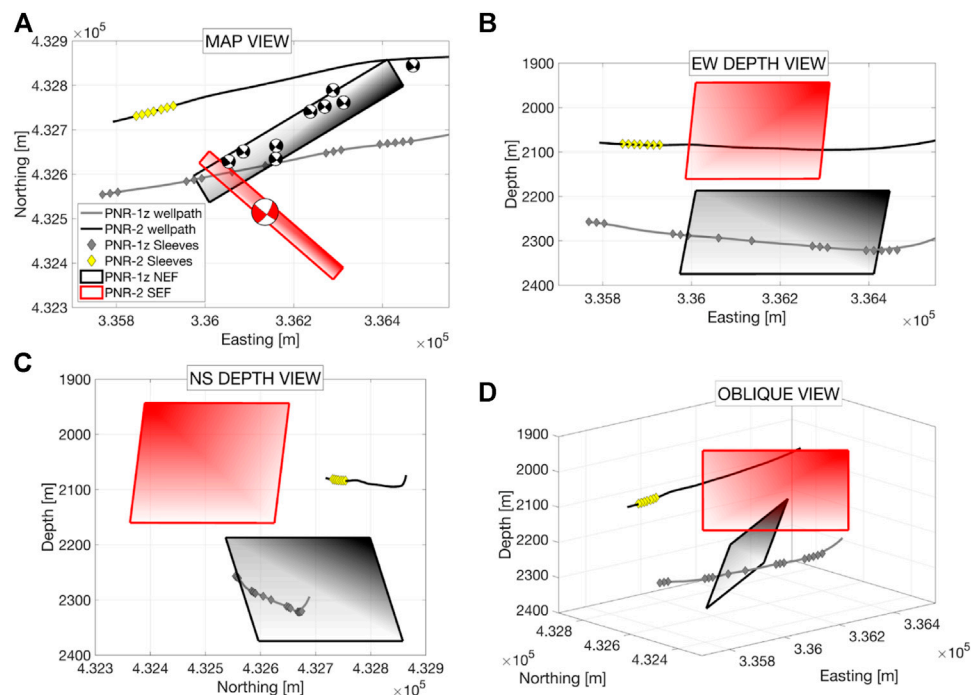 A
MAP VIEW
× 10⁵
4.329
4.328
4.327
4.326
4.325
4.324
4.323
Northing [m]
PNR-1z wellpath
PNR-2 wellpath
PNR-1z Sleeves
PNR-2 Sleeves
PNR-1z NEF
PNR-2 SEF
3.358 3.36 3.362 3.364
Easting [m]
× 10⁵
B
EW DEPTH VIEW
1900
2000
2100
2200
2300
2400
Depth [m]
3.358 3.36 3.362 3.364
Easting [m]
× 10⁵
C
NS DEPTH VIEW
1900
2000
2100
2200
2300
2400
Depth [m]
4.323 4.324 4.325 4.326 4.327 4.328 4.329
Northing [m]
× 10⁵
D
OBLIQUE VIEW
1900
2000
2100
2200
2300
2400
Depth [m]
4.328
4.326
4.324
× 10⁵
Northing [m]
3.358
3.36
3.362
3.364
× 10⁵
Easting [m]